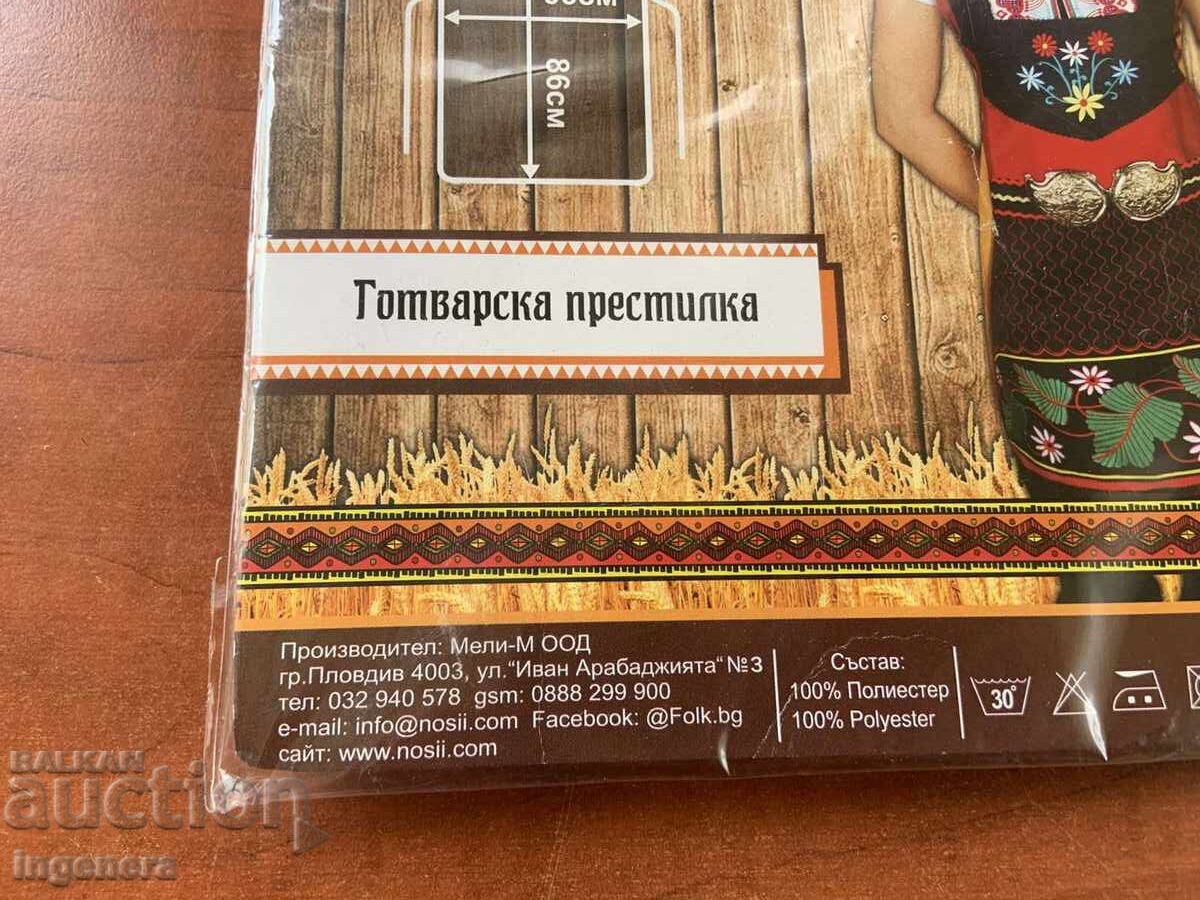 86см
Готварска престилка
Производител: Мели-М ООД
гр.Пловдив 4003, ул.“Иван Арабаджията“ №3
тел: 032 940 578 gsm: 0888 299 900
e-mail: info@nosii.com Facebook: @Folk.bg
сайт: www.nosii.com
Състав:
100% Полиестер
100% Polyester
30°
BALKAN
auction
ingenera